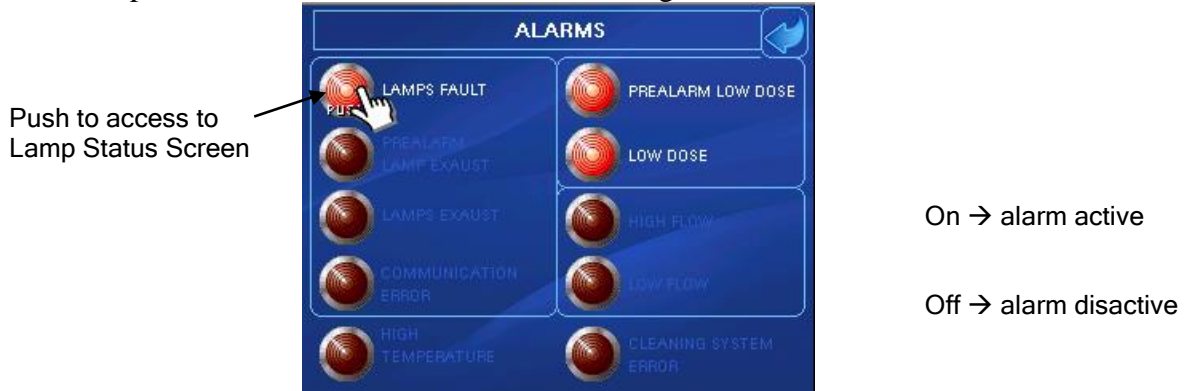 ALARMS
LAMPS FAULT
PREALARM LOW DOSE
Push to access to
Lamp Status Screen
PREALARM
LAMP EXAUST
LOW DOSE
LAMPS EXAUST
HIGH FLOW
On → alarm active
COMMUNICATION
ERROR
LOW FLOW
Off → alarm disactive
HIGH
TEMPERATURE
CLEANING SYSTEM
ERROR